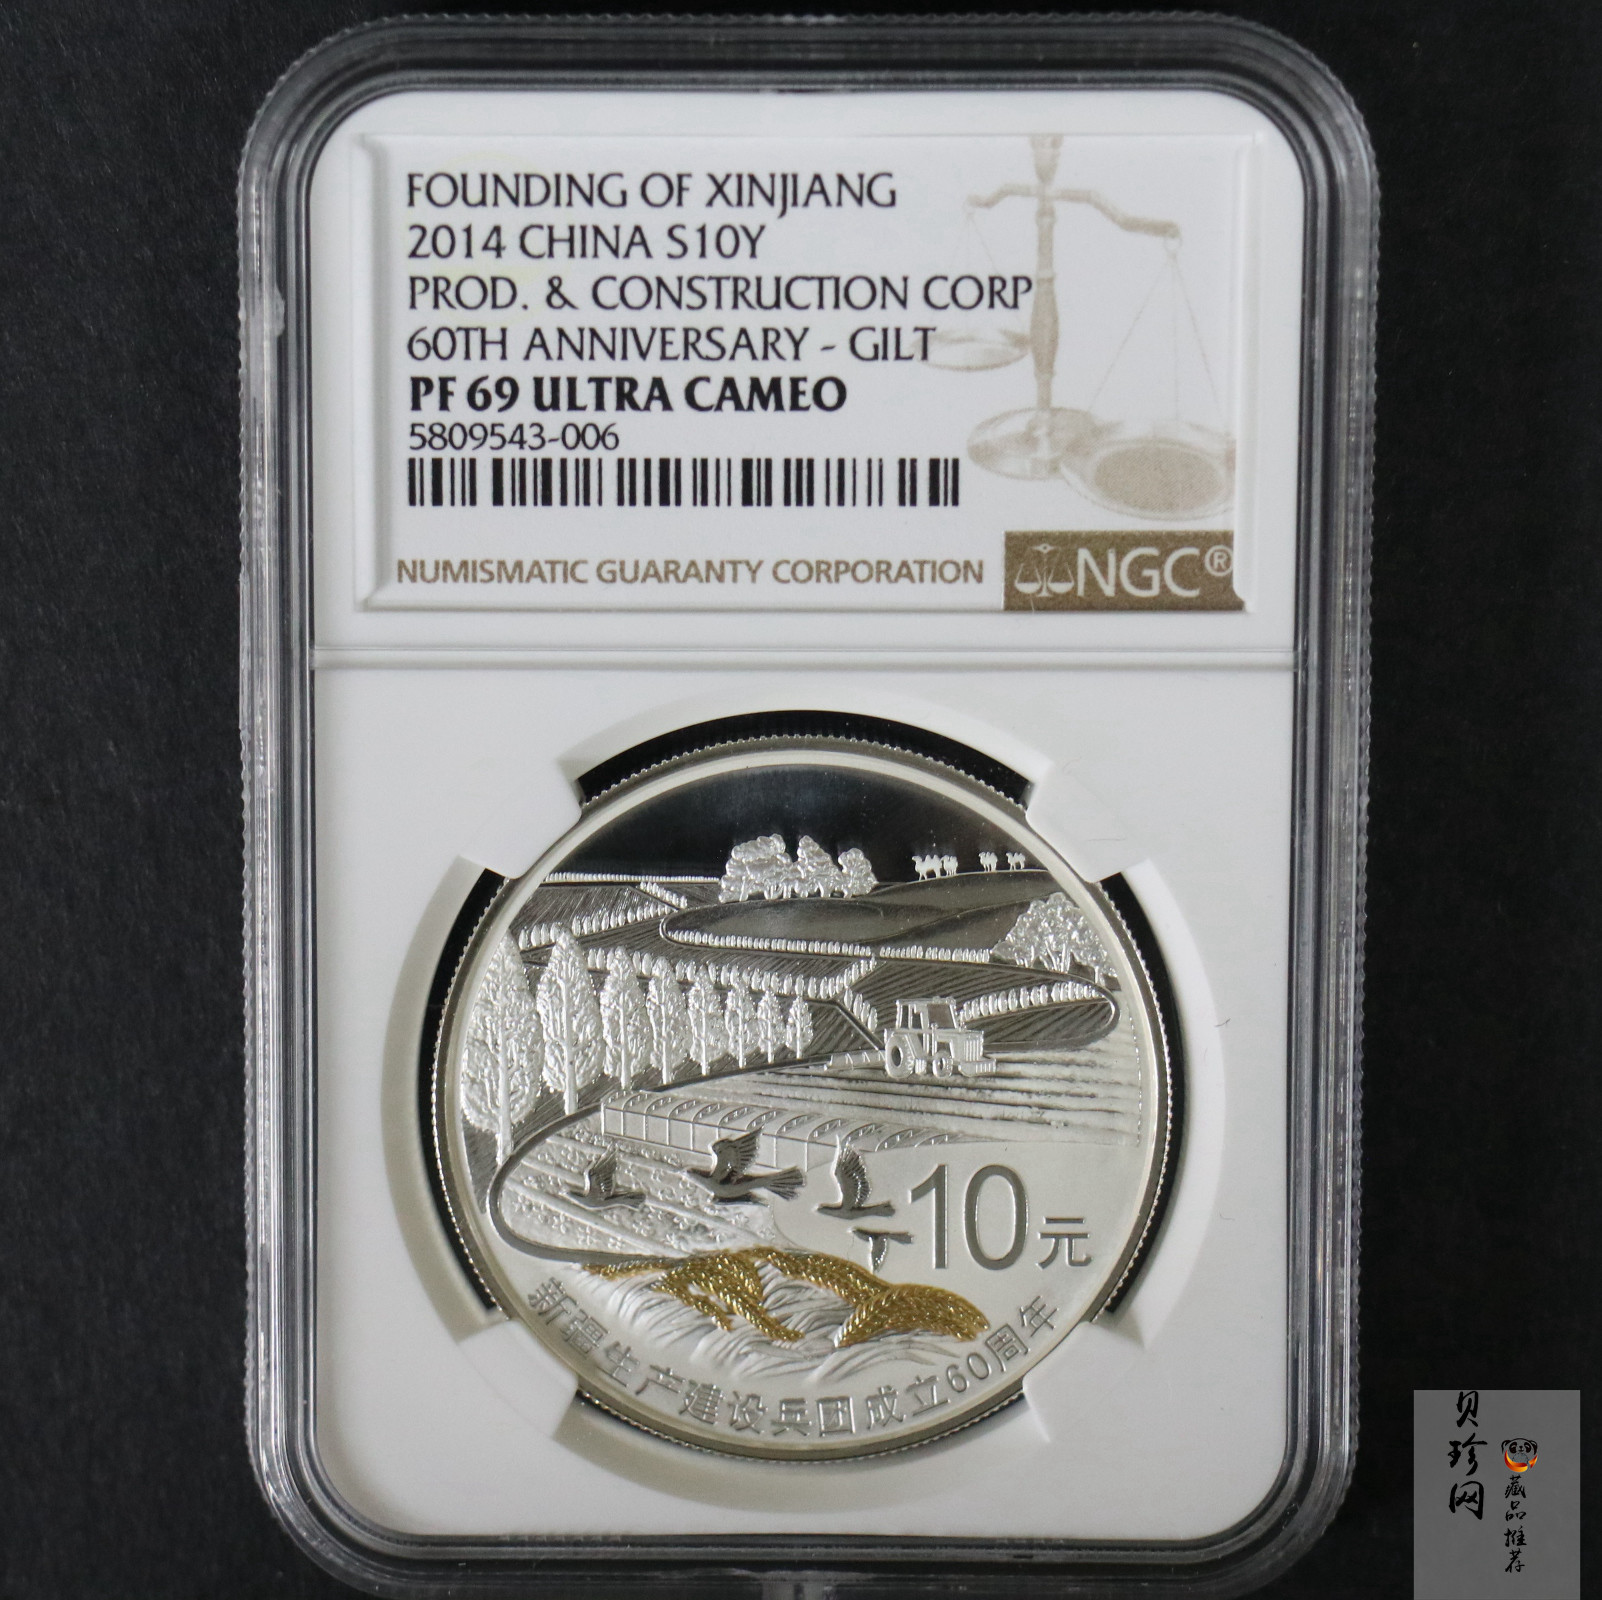 FOUNDING OF XINJIANG
2014 CHINA S10Y
PROD. & CONSTRUCTION CORP
60TH ANNIVERSARY - GILT
PF 69 ULTRA CAMEO
5809543-006
NUMISMATIC GUARANTY CORPORATION
NGC®
10元
新疆生产建设兵团成立60周年
贝珍网
藏品推荐